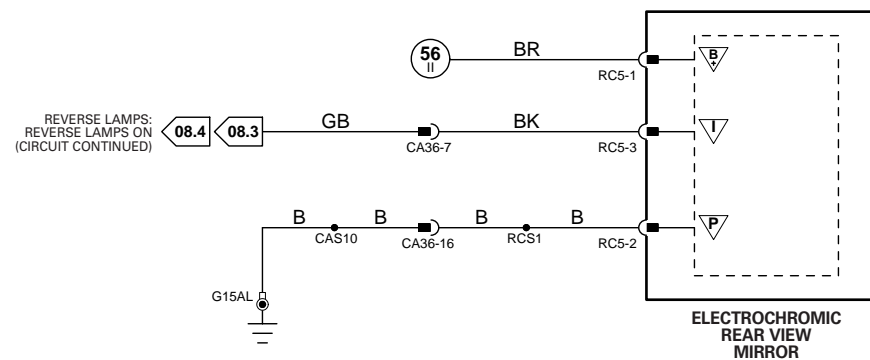 56
II
BR
RC5-1
B
+
REVERSE LAMPS:
REVERSE LAMPS ON
(CIRCUIT CONTINUED)
08.4
08.3
GB
CA36-7
BK
RC5-3
I
B
CAS10
B
CA36-16
B
RCS1
B
RC5-2
P
G15AL
ELECTROCHROMIC
REAR VIEW
MIRROR